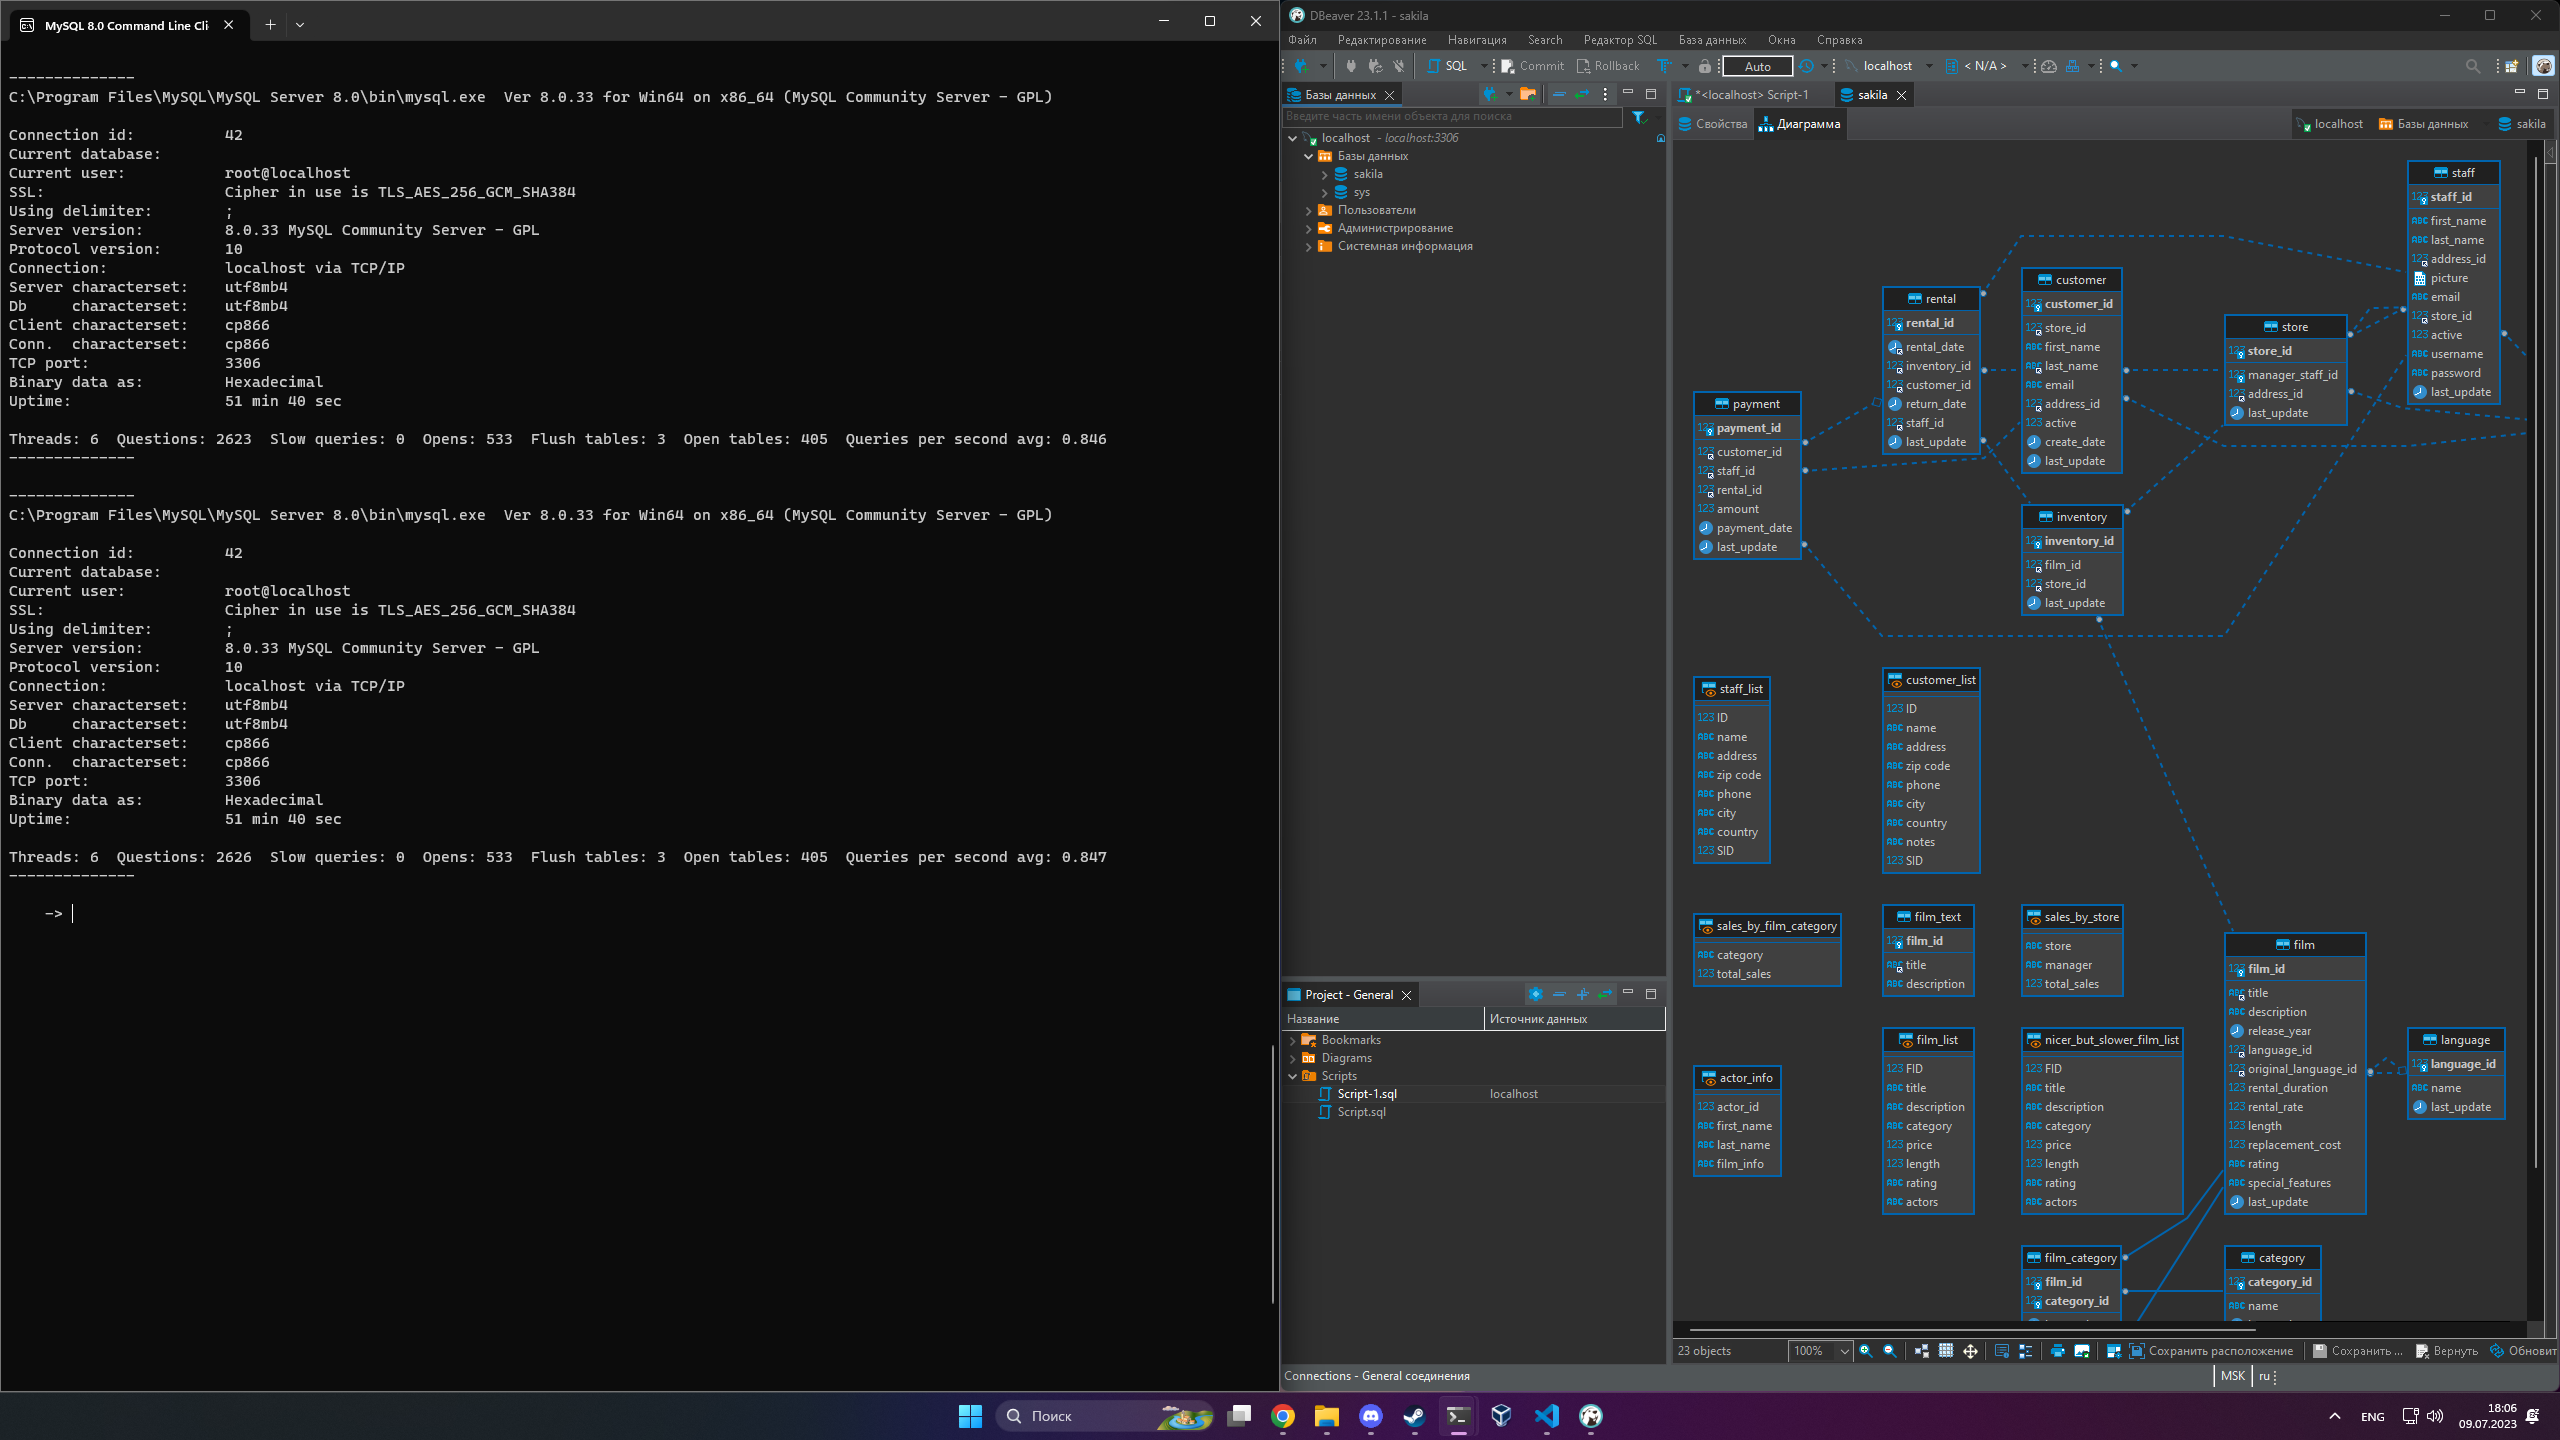 MySQL 8.0 Command Line Cli
--------------
C:\Program Files\MySQL\MySQL Server 8.0\bin\mysql.exe  Ver 8.0.33 for Win64 on x86_64 (MySQL Community Server - GPL)
Connection id:          42
Current database:
Current user:           root@localhost
SSL:                    Cipher in use is TLS_AES_256_GCM_SHA384
Using delimiter:        ;
Server version:         8.0.33 MySQL Community Server - GPL
Protocol version:       10
Connection:             localhost via TCP/IP
Server characterset:    utf8mb4
Db     characterset:    utf8mb4
Client characterset:    cp866
Conn.  characterset:    cp866
TCP port:               3306
Binary data as:         Hexadecimal
Uptime:                 51 min 40 sec
Threads: 6  Questions: 2623  Slow queries: 0  Opens: 533  Flush tables: 3  Open tables: 405  Queries per second avg: 0.846
--------------
--------------
C:\Program Files\MySQL\MySQL Server 8.0\bin\mysql.exe  Ver 8.0.33 for Win64 on x86_64 (MySQL Community Server - GPL)
Connection id:          42
Current database:
Current user:           root@localhost
SSL:                    Cipher in use is TLS_AES_256_GCM_SHA384
Using delimiter:        ;
Server version:         8.0.33 MySQL Community Server - GPL
Protocol version:       10
Connection:             localhost via TCP/IP
Server characterset:    utf8mb4
Db     characterset:    utf8mb4
Client characterset:    cp866
Conn.  characterset:    cp866
TCP port:               3306
Binary data as:         Hexadecimal
Uptime:                 51 min 40 sec
Threads: 6  Questions: 2626  Slow queries: 0  Opens: 533  Flush tables: 3  Open tables: 405  Queries per second avg: 0.847
--------------
->
DBeaver 23.1.1 - sakila
Файл Редактирование Навигация Search Редактор SQL База данных Окна Справка
SQL Commit Rollback Auto localhost < N/A >
Базы данных
Введите часть имени объекта для поиска
localhost - localhost:3306
Базы данных
sakila
sys
Пользователи
Администрирование
Системная информация
Project - General
Название Источник данных
Bookmarks
Diagrams
Scripts
Script-1.sql localhost
Script.sql
*<localhost> Script-1 sakila
Свойства Диаграмма localhost Базы данных sakila
staff
staff_id
first_name
last_name
address_id
picture
email
store_id
active
username
password
last_update
customer
customer_id
store_id
first_name
last_name
email
address_id
active
create_date
last_update
rental
rental_id
rental_date
inventory_id
customer_id
return_date
staff_id
last_update
store
store_id
manager_staff_id
address_id
last_update
payment
payment_id
customer_id
staff_id
rental_id
amount
payment_date
last_update
inventory
inventory_id
film_id
store_id
last_update
staff_list
ID
name
address
zip code
phone
city
country
SID
customer_list
ID
name
address
zip code
phone
city
country
notes
SID
sales_by_film_category
category
total_sales
film_text
film_id
title
description
sales_by_store
store
manager
total_sales
film
film_id
title
description
release_year
language_id
original_language_id
rental_duration
rental_rate
length
replacement_cost
rating
special_features
last_update
language
language_id
name
last_update
actor_info
actor_id
first_name
last_name
film_info
film_list
FID
title
description
category
price
length
rating
actors
nicer_but_slower_film_list
FID
title
description
category
price
length
rating
actors
film_category
film_id
category_id
category
category_id
name
23 objects 100% Сохранить расположение Сохранить ... Вернуть Обновит
Connections - General соединения MSK ru
Поиск ENG 18:06
09.07.2023